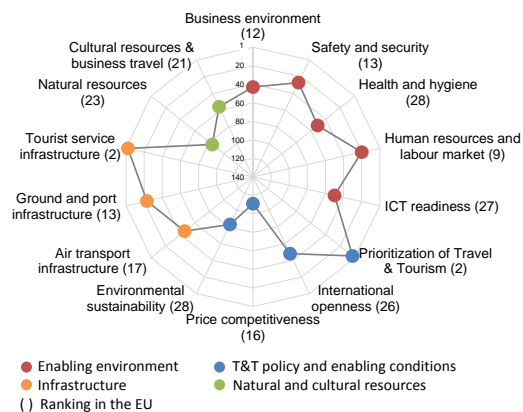 Business environment
(12)
Cultural resources &
business travel (21)
Safety and security
(13)
Natural resources
(23)
Health and hygiene
(28)
Tourist service
infrastructure (2)
Human resources and
labour market (9)
Ground and port
infrastructure (13)
ICT readiness (27)
Air transport
infrastructure (17)
Prioritization of Travel
& Tourism (2)
Environmental
sustainability (28)
International
openness (26)
Price competitiveness
(16)
1
20
40
60
80
100
120
140
Enabling environment
T&T policy and enabling conditions
Infrastructure
Natural and cultural resources
( ) Ranking in the EU